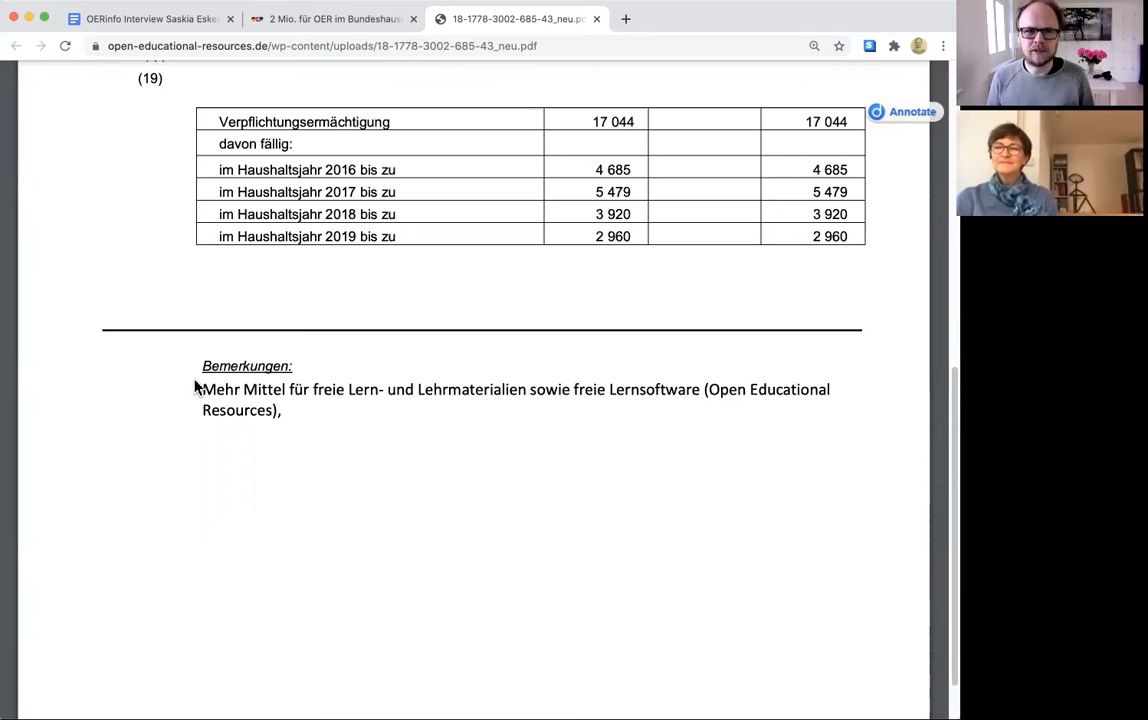 OERinfo Interview Saskia Esker
2 Mio. für OER im Bundeshaush
18-1778-3002-685-43_neu.pdf
open-educational-resources.de/wp-content/uploads/18-1778-3002-685-43_neu.pdf
(19)
Annotate
Verpflichtungsermächtigung 17 044 17 044
davon fällig:
im Haushaltsjahr 2016 bis zu 4 685 4 685
im Haushaltsjahr 2017 bis zu 5 479 5 479
im Haushaltsjahr 2018 bis zu 3 920 3 920
im Haushaltsjahr 2019 bis zu 2 960 2 960
Bemerkungen:
Mehr Mittel für freie Lern- und Lehrmaterialien sowie freie Lernsoftware (Open Educational
Resources),